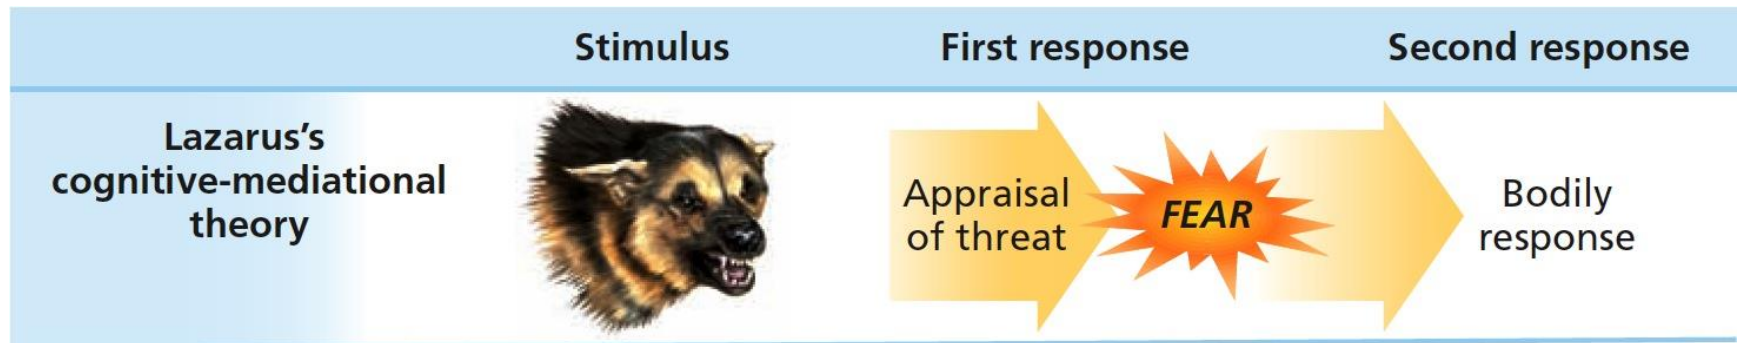 Stimulus
First response
Second response
Lazarus's
cognitive-mediational
theory
Appraisal
of threat
FEAR
Bodily
response